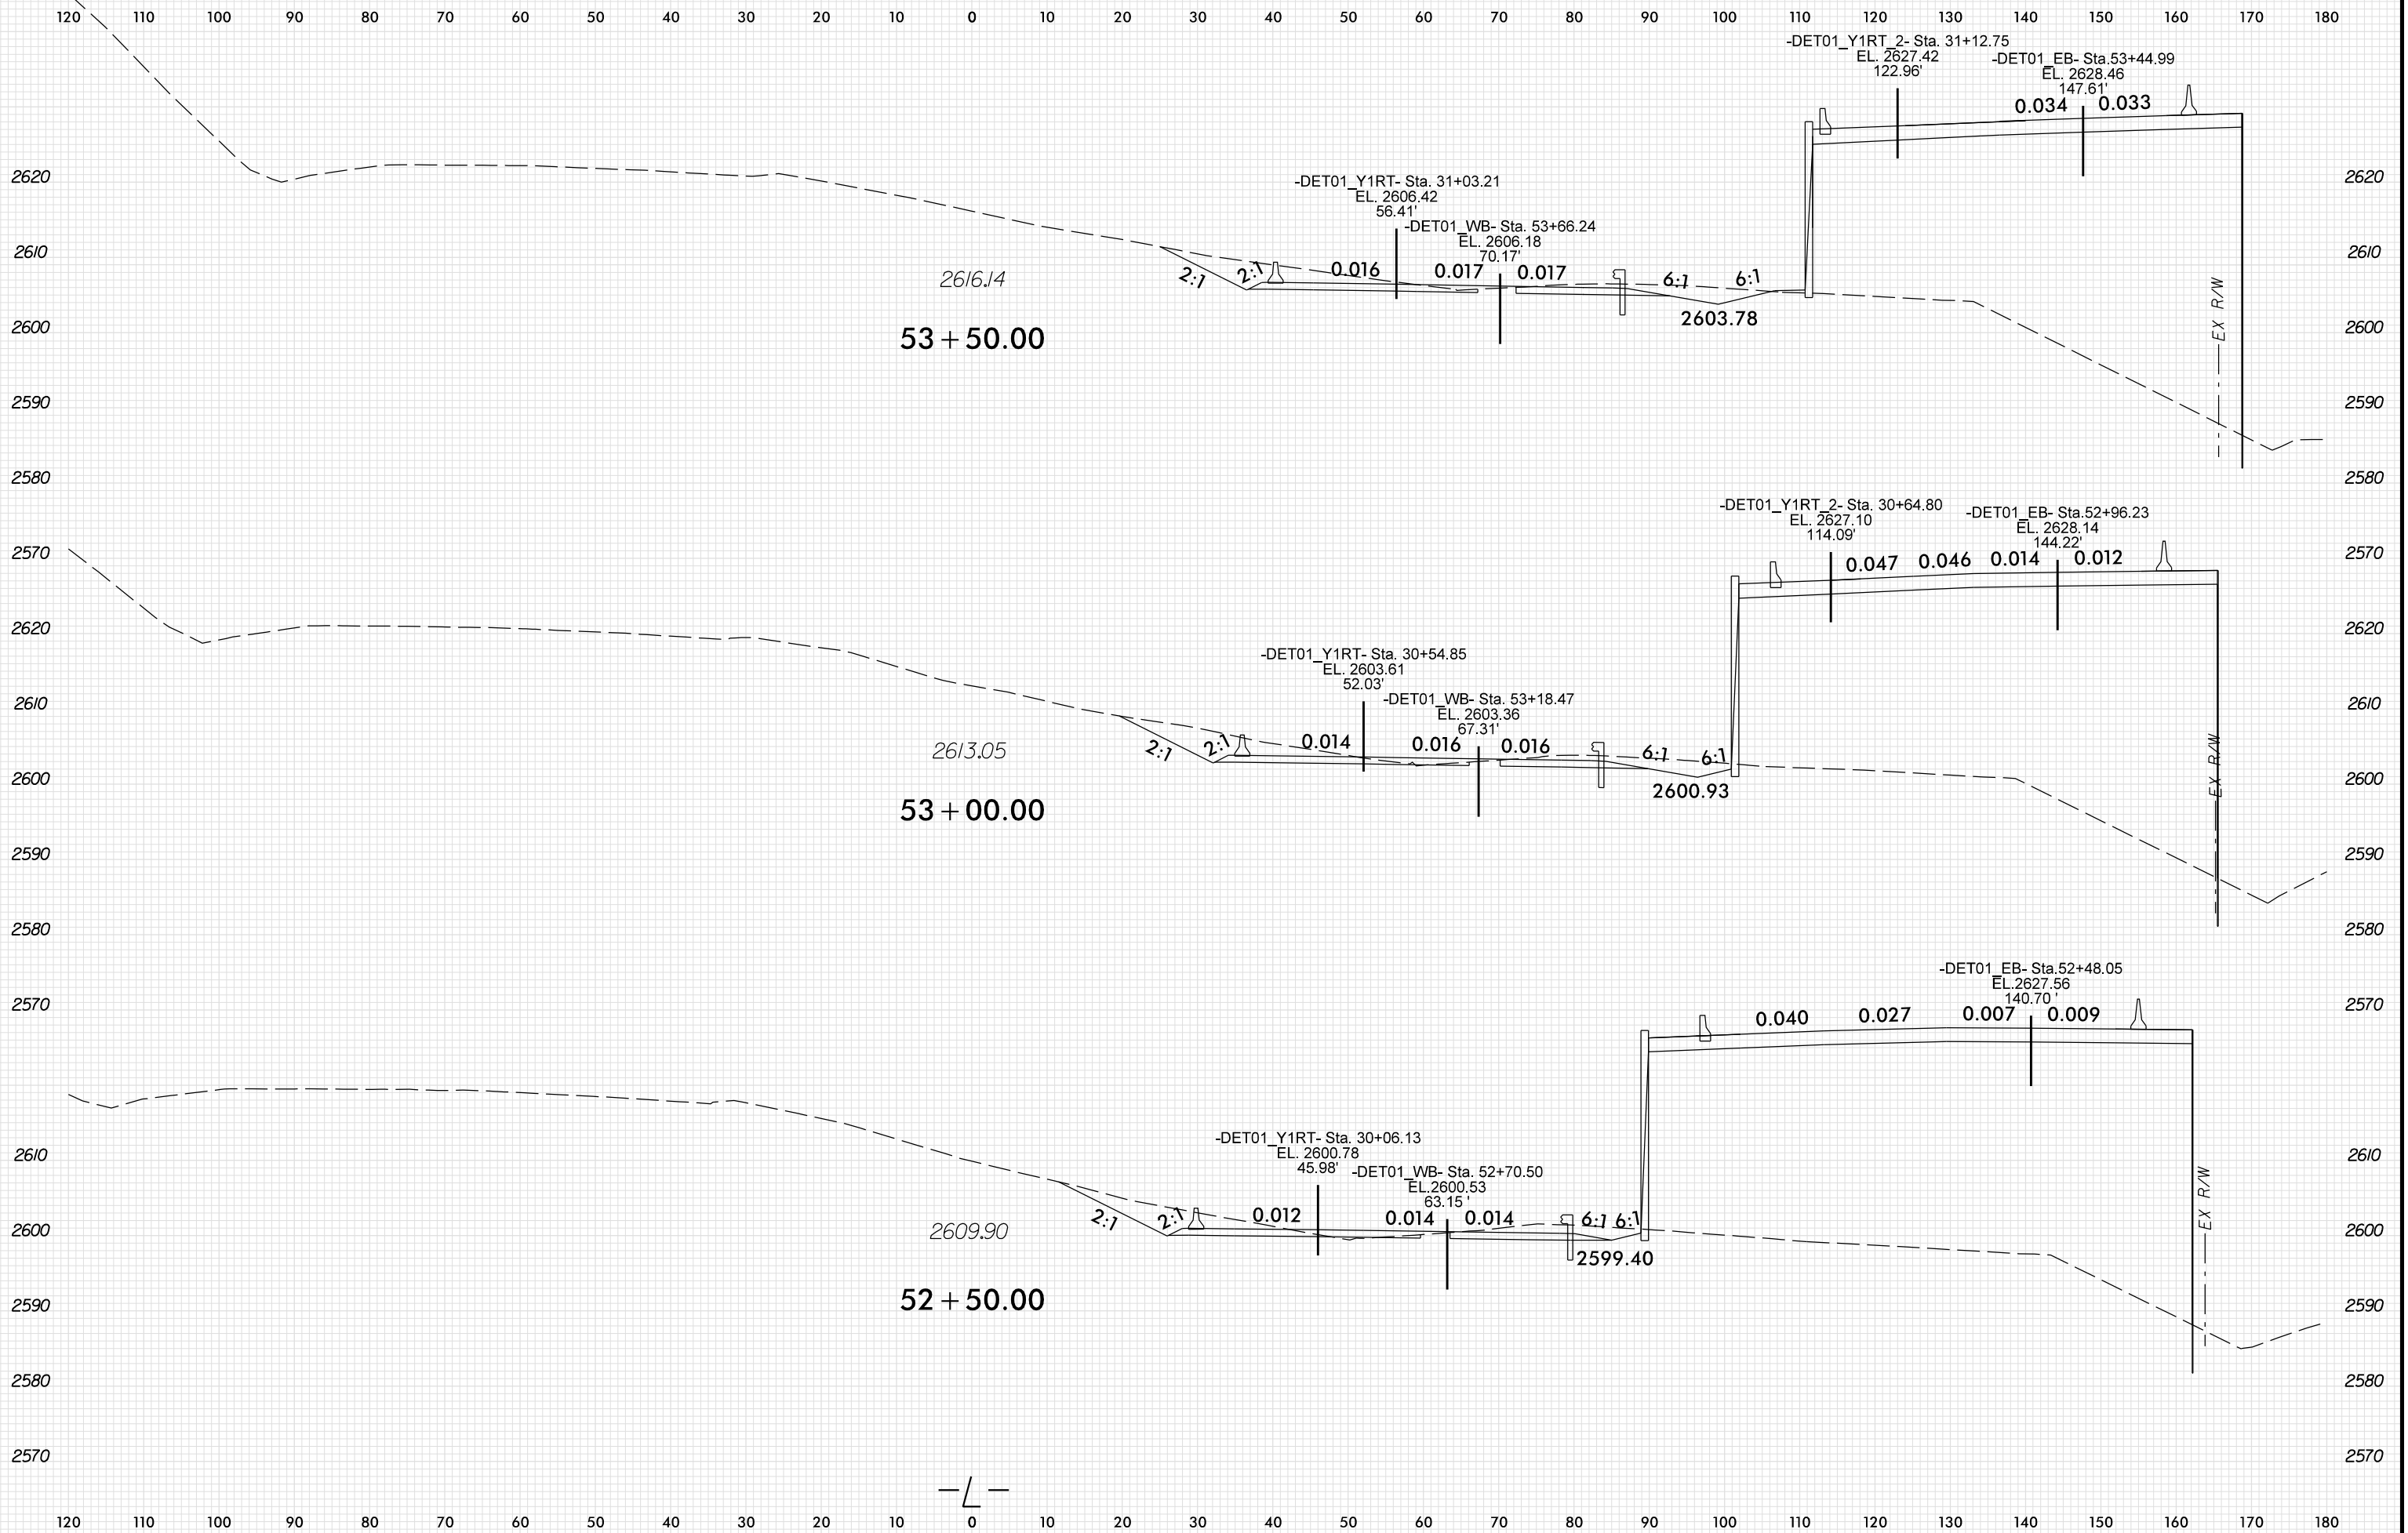 120 110 100 90 80 70 60 50 40 30 20 10 0 10 20 30 40 50 60 70 80 90 100 110 120 130 140 150 160 170 180
-DET01_Y1RT_2- Sta. 31+12.75
EL. 2627.42
122.96'
-DET01_EB- Sta.53+44.99
EL. 2628.46
147.61'
0.034 0.033
2620 2620
-DET01_Y1RT- Sta. 31+03.21
EL. 2606.42
56.41'
-DET01_WB- Sta. 53+66.24
EL. 2606.18
70.17'
2610 2610
2:1 2:1 0.016 0.017 0.017 6:1 6:1
2616.14
2603.78
EX R/W
2600 2600
53+50.00
2590 2590
2580 2580
-DET01_Y1RT_2- Sta. 30+64.80
EL. 2627.10
114.09'
-DET01_EB- Sta.52+96.23
EL. 2628.14
144.22'
2570 2570
0.047 0.046 0.014 0.012
2620 2620
-DET01_Y1RT- Sta. 30+54.85
EL. 2603.61
52.03'
-DET01_WB- Sta. 53+18.47
EL. 2603.36
67.31'
2610 2610
2:1 2:1 0.014 0.016 0.016 6:1 6:1
2613.05
EX R/W
2600 2600
2600.93
53+00.00
2590 2590
2580 2580
-DET01_EB- Sta.52+48.05
EL.2627.56
140.70 '
2570 2570
0.040 0.027 0.007 0.009
-DET01_Y1RT- Sta. 30+06.13
EL. 2600.78
45.98'
-DET01_WB- Sta. 52+70.50
EL.2600.53
63.15 '
2610 2610
EX R/W
2:1 2:1 0.012 0.014 0.014 6:1 6:1
2600 2609.90 2600
2599.40
52+50.00
2590 2590
2580 2580
2570 2570
-L-
120 110 100 90 80 70 60 50 40 30 20 10 0 10 20 30 40 50 60 70 80 90 100 110 120 130 140 150 160 170 180